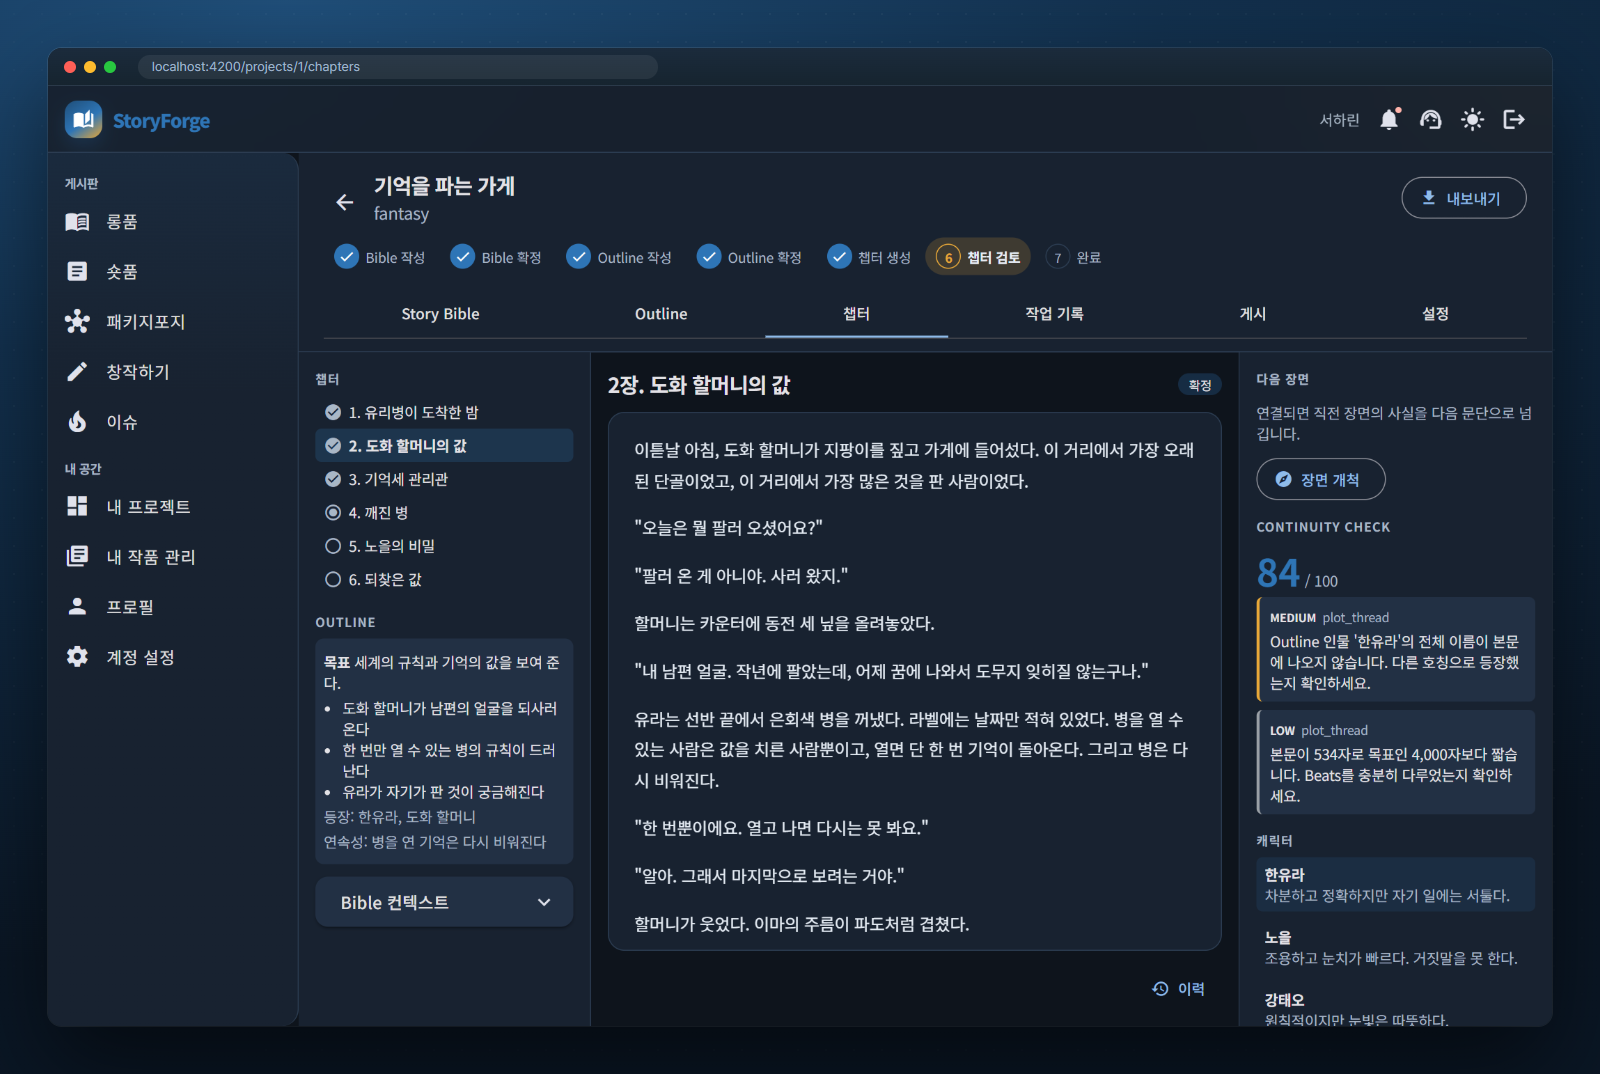 localhost:4200/projects/1/chapters
StoryForge
서하린
게시판
롱폼
숏폼
패키지포지
창작하기
이슈
내 공간
내 프로젝트
내 작품 관리
프로필
계정 설정
기억을 파는 가게
fantasy
내보내기
Bible 작성
Bible 확정
Outline 작성
Outline 확정
챕터 생성
6 챕터 검토
7 완료
Story Bible
Outline
챕터
작업 기록
게시
설정
챕터
1. 유리병이 도착한 밤
2. 도화 할머니의 값
3. 기억세 관리관
4. 깨진 병
5. 노을의 비밀
6. 되찾은 값
OUTLINE
목표 세계의 규칙과 기억의 값을 보여 준
다.
• 도화 할머니가 남편의 얼굴을 되사러
온다
• 한 번만 열 수 있는 병의 규칙이 드러
난다
• 유라가 자기가 판 것이 궁금해진다
등장: 한유라, 도화 할머니
연속성: 병을 연 기억은 다시 비워진다
Bible 컨텍스트
2장. 도화 할머니의 값
확정
이튿날 아침, 도화 할머니가 지팡이를 짚고 가게에 들어섰다. 이 거리에서 가장 오래
된 단골이었고, 이 거리에서 가장 많은 것을 판 사람이었다.
"오늘은 뭘 팔러 오셨어요?"
"팔러 온 게 아니야. 사러 왔지."
할머니는 카운터에 동전 세 닢을 올려놓았다.
"내 남편 얼굴. 작년에 팔았는데, 어제 꿈에 나와서 도무지 잊히질 않는구나."
유라는 선반 끝에서 은회색 병을 꺼냈다. 라벨에는 날짜만 적혀 있었다. 병을 열 수
있는 사람은 값을 치른 사람뿐이고, 열면 단 한 번 기억이 돌아온다. 그리고 병은 다
시 비워진다.
"한 번뿐이에요. 열고 나면 다시는 못 봐요."
"알아. 그래서 마지막으로 보려는 거야."
할머니가 웃었다. 이마의 주름이 파도처럼 겹쳤다.
이력
다음 장면
연결되면 직전 장면의 사실을 다음 문단으로 넘
깁니다.
장면 개척
CONTINUITY CHECK
84 / 100
MEDIUM plot_thread
Outline 인물 '한유라'의 전체 이름이 본문
에 나오지 않습니다. 다른 호칭으로 등장했
는지 확인하세요.
LOW plot_thread
본문이 534자로 목표인 4,000자보다 짧습
니다. Beats를 충분히 다루었는지 확인하
세요.
캐릭터
한유라
차분하고 정확하지만 자기 일에는 서툴다.
노을
조용하고 눈치가 빠르다. 거짓말을 못 한다.
강태오
원칙적이지만 눈빛은 따뜻하다.